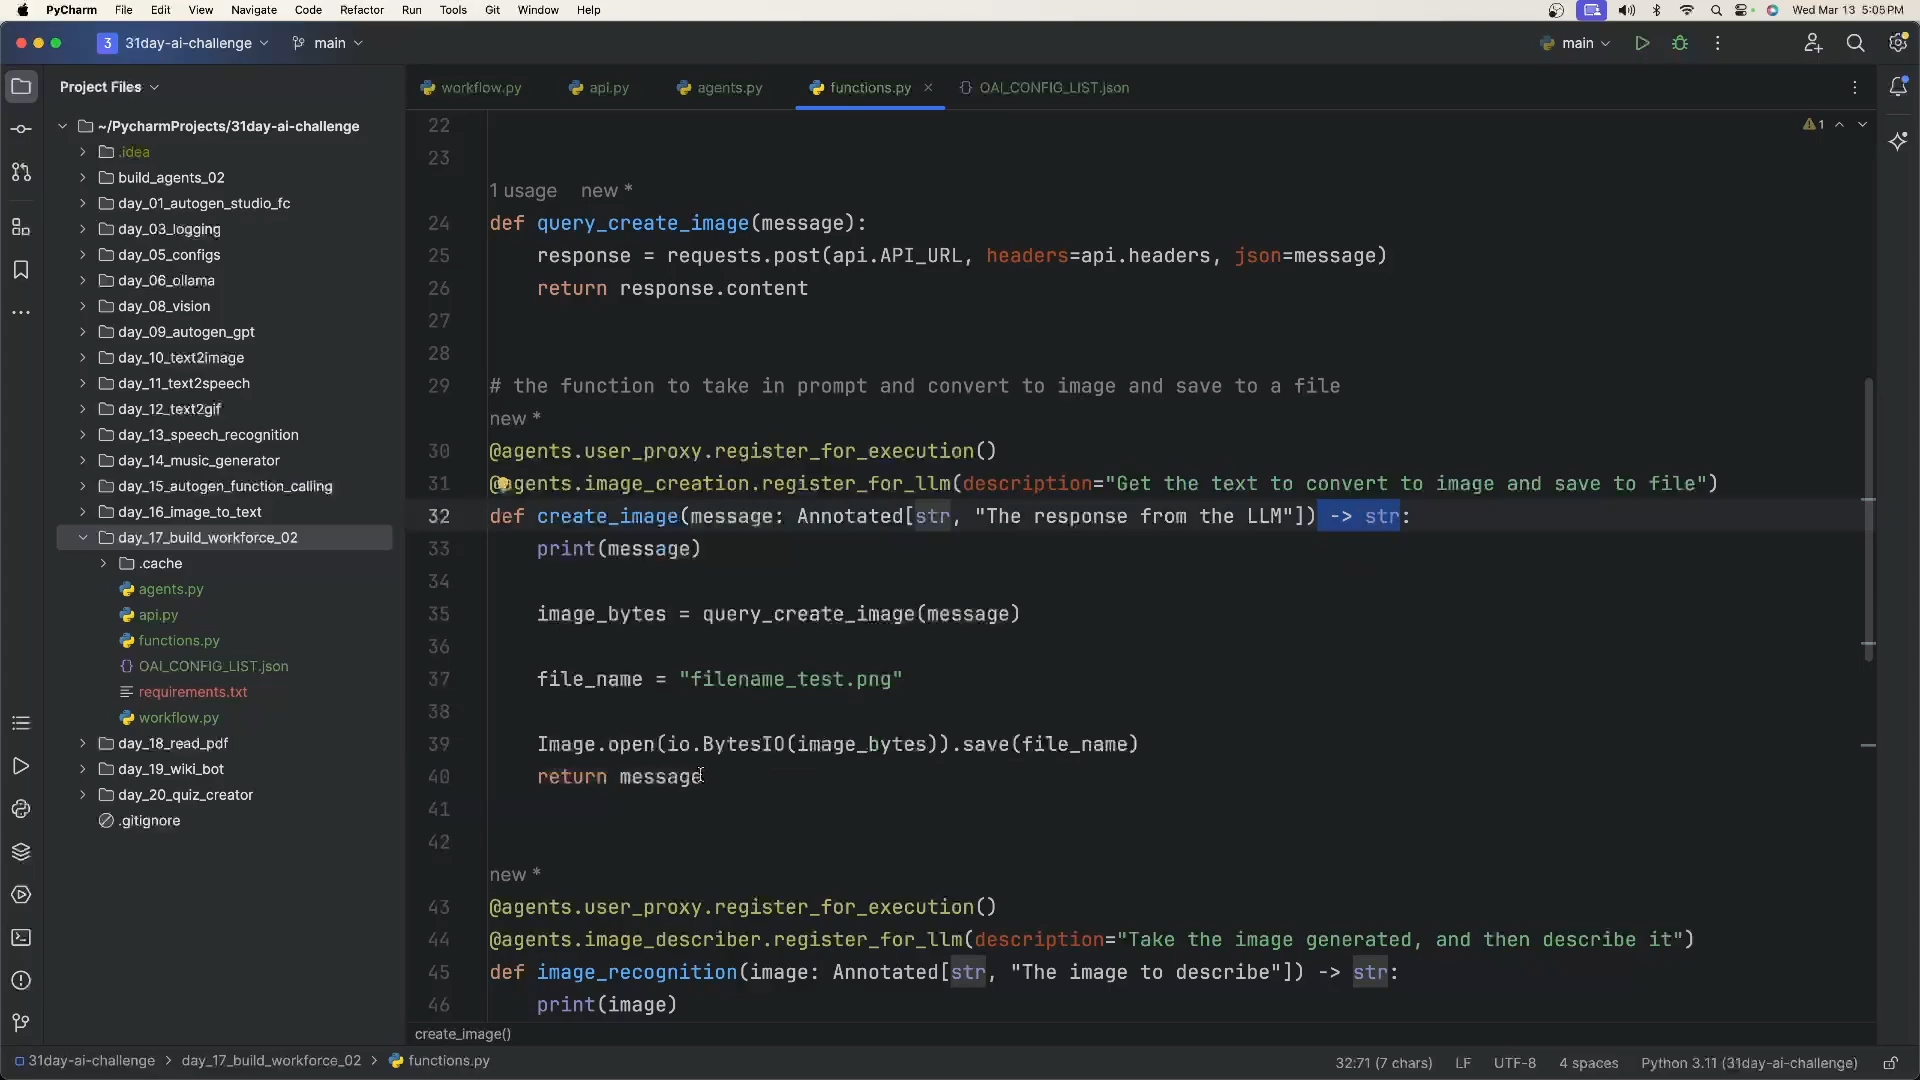 PyCharm File Edit View Navigate Code Refactor Run Tools Git Window Help Wed Mar 13 5:05 PM
3 31day-ai-challenge main main
Project Files
~/PycharmProjects/31day-ai-challenge
.idea
build_agents_02
day_01_autogen_studio_fc
day_03_logging
day_05_configs
day_06_ollama
day_08_vision
day_09_autogen_gpt
day_10_text2image
day_11_text2speech
day_12_text2gif
day_13_speech_recognition
day_14_music_generator
day_15_autogen_function_calling
day_16_image_to_text
day_17_build_workforce_02
.cache
agents.py
api.py
functions.py
OAI_CONFIG_LIST.json
requirements.txt
workflow.py
day_18_read_pdf
day_19_wiki_bot
day_20_quiz_creator
.gitignore
workflow.py api.py agents.py functions.py OAI_CONFIG_LIST.json
22
1
23
1 usage new *
24 def query_create_image(message):
25 response = requests.post(api.API_URL, headers=api.headers, json=message)
26 return response.content
27
28
29 # the function to take in prompt and convert to image and save to a file
new *
30 @agents.user_proxy.register_for_execution()
31 @agents.image_creation.register_for_llm(description="Get the text to convert to image and save to file")
32 def create_image(message: Annotated[str, "The response from the LLM"]) -> str:
33 print(message)
34
35 image_bytes = query_create_image(message)
36
37 file_name = "filename_test.png"
38
39 Image.open(io.BytesIO(image_bytes)).save(file_name)
40 return message
41
42
new *
43 @agents.user_proxy.register_for_execution()
44 @agents.image_describer.register_for_llm(description="Take the image generated, and then describe it")
45 def image_recognition(image: Annotated[str, "The image to describe"]) -> str:
46 print(image)
create_image()
31day-ai-challenge > day_17_build_workforce_02 > functions.py 32:71 (7 chars) LF UTF-8 4 spaces Python 3.11 (31day-ai-challenge)